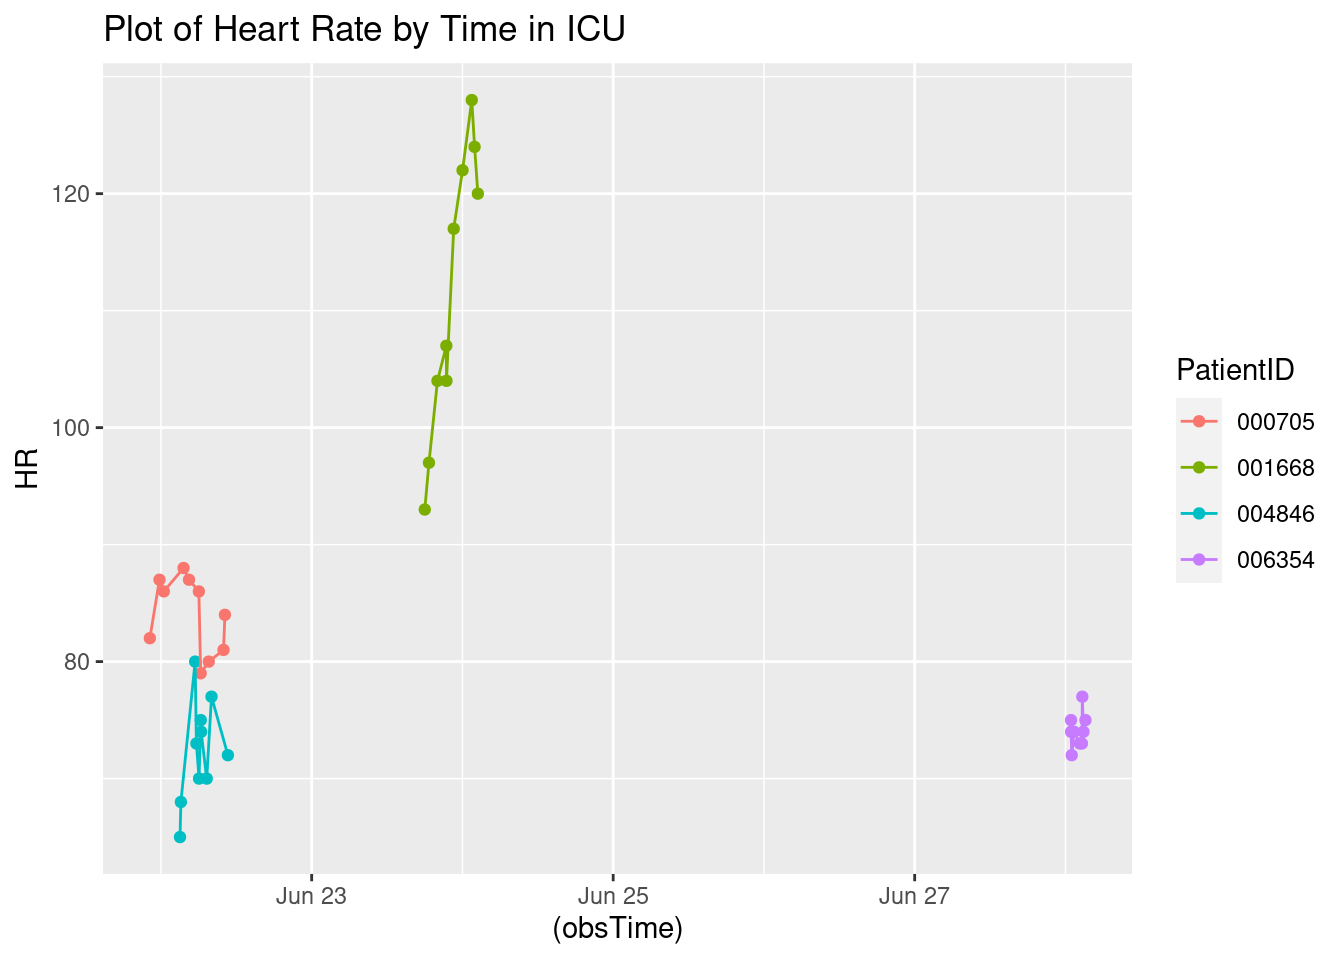 Plot of Heart Rate by Time in ICU
120
100
80
HR
Jun 23
Jun 25
Jun 27
(obsTime)
PatientID
000705
001668
004846
006354